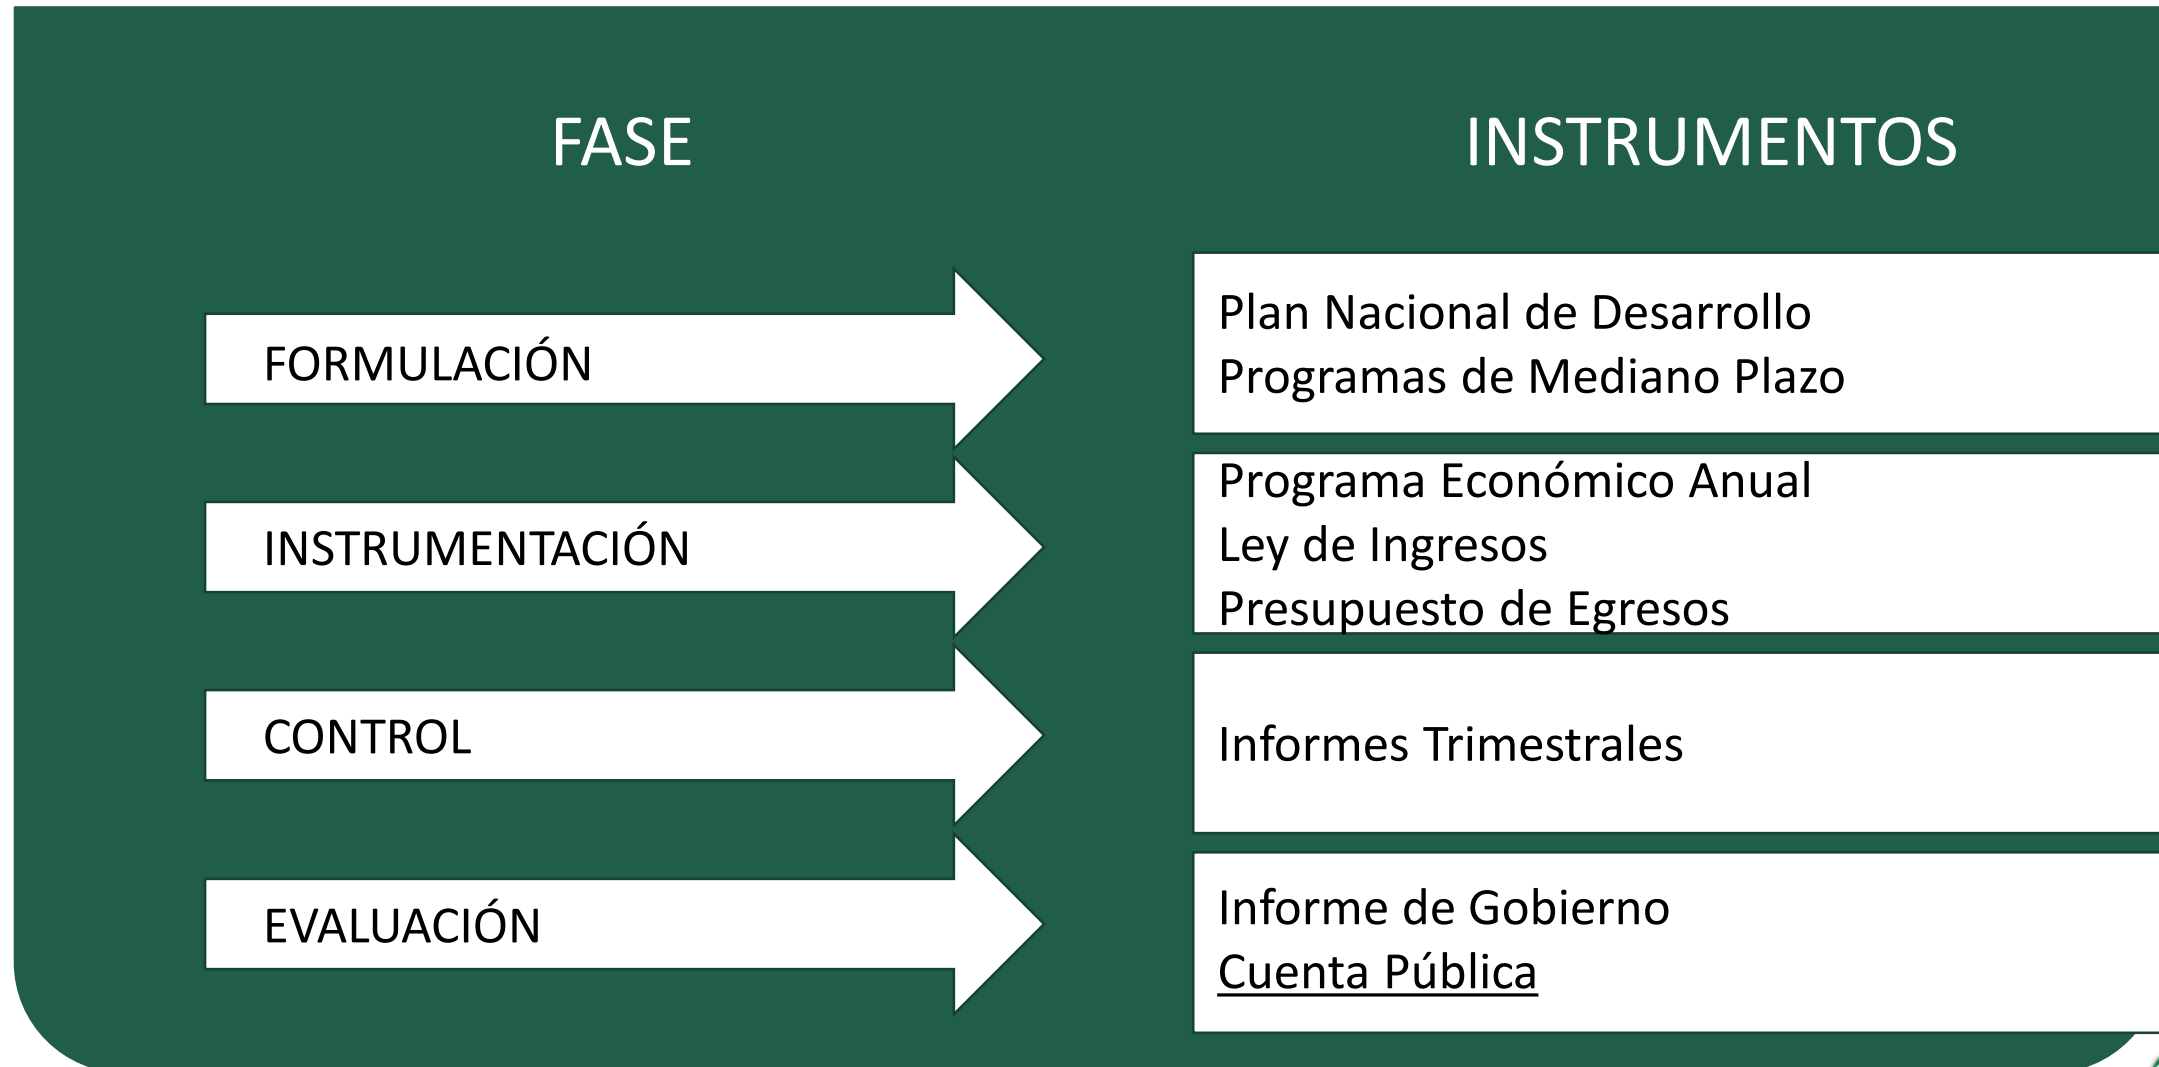 FASE
INSTRUMENTOS
FORMULACIÓN
Plan Nacional de Desarrollo
Programas de Mediano Plazo
INSTRUMENTACIÓN
Programa Económico Anual
Ley de Ingresos
Presupuesto de Egresos
CONTROL
Informes Trimestrales
EVALUACIÓN
Informe de Gobierno
Cuenta Pública